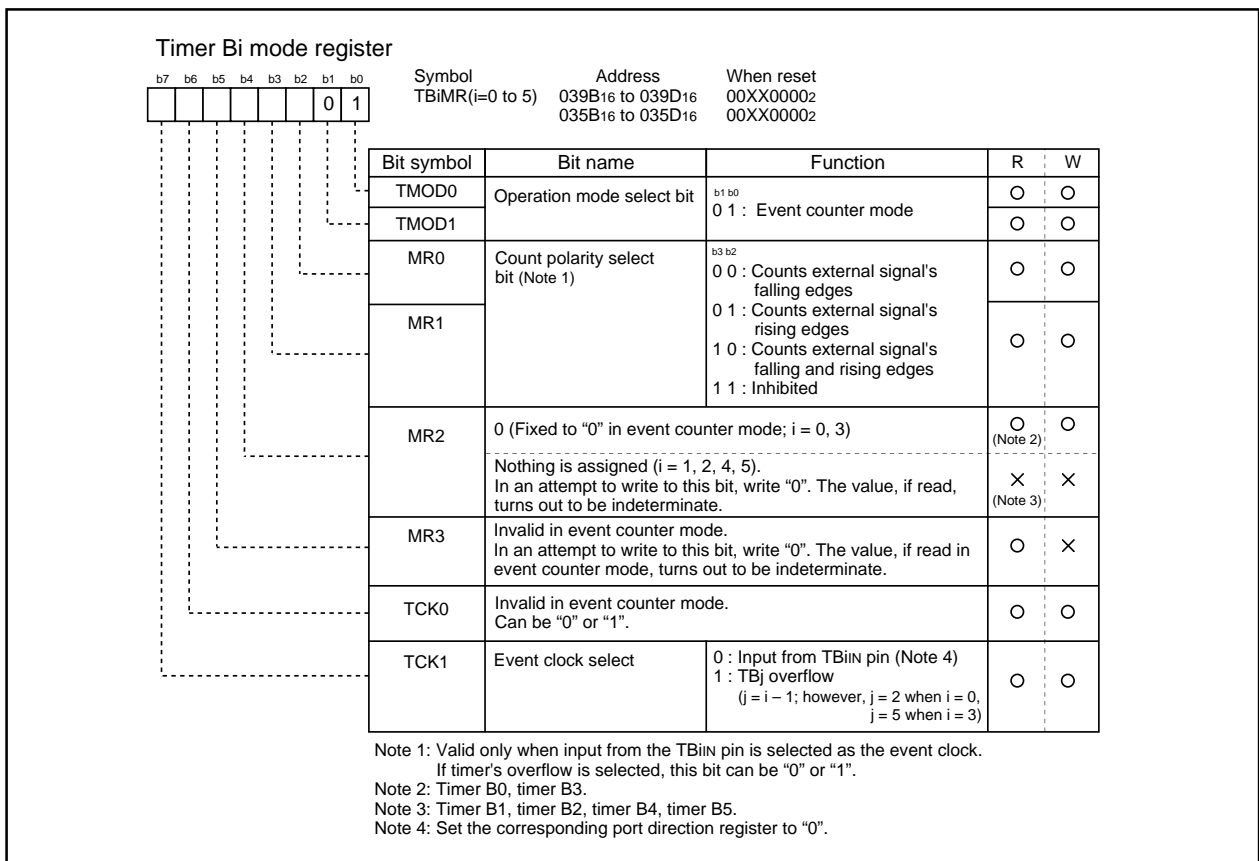 Timer Bi mode register
b7 b6 b5 b4 b3 b2 b1 b0
0 1
Symbol Address When reset
TBiMR(i=0 to 5) 039B16 to 039D16 00XX00002
035B16 to 035D16 00XX00002
Bit symbol Bit name Function R W
TMOD0 Operation mode select bit b1 b0
0 1 : Event counter mode
TMOD1
MR0 Count polarity select
bit (Note 1)
b3 b2
0 0 : Counts external signal's
falling edges
0 1 : Counts external signal's
rising edges
1 0 : Counts external signal's
falling and rising edges
1 1 : Inhibited
MR1
MR2 0 (Fixed to “0” in event counter mode; i = 0, 3)
(Note 2)
Nothing is assigned (i = 1, 2, 4, 5).
In an attempt to write to this bit, write “0”. The value, if read,
turns out to be indeterminate.
(Note 3)
MR3 Invalid in event counter mode.
In an attempt to write to this bit, write “0”. The value, if read in
event counter mode, turns out to be indeterminate.
TCK0 Invalid in event counter mode.
Can be “0” or “1”.
TCK1 Event clock select 0 : Input from TBiIN pin (Note 4)
1 : TBj overflow
(j = i – 1; however, j = 2 when i = 0,
j = 5 when i = 3)
Note 1: Valid only when input from the TBiIN pin is selected as the event clock.
If timer's overflow is selected, this bit can be “0” or “1”.
Note 2: Timer B0, timer B3.
Note 3: Timer B1, timer B2, timer B4, timer B5.
Note 4: Set the corresponding port direction register to “0”.